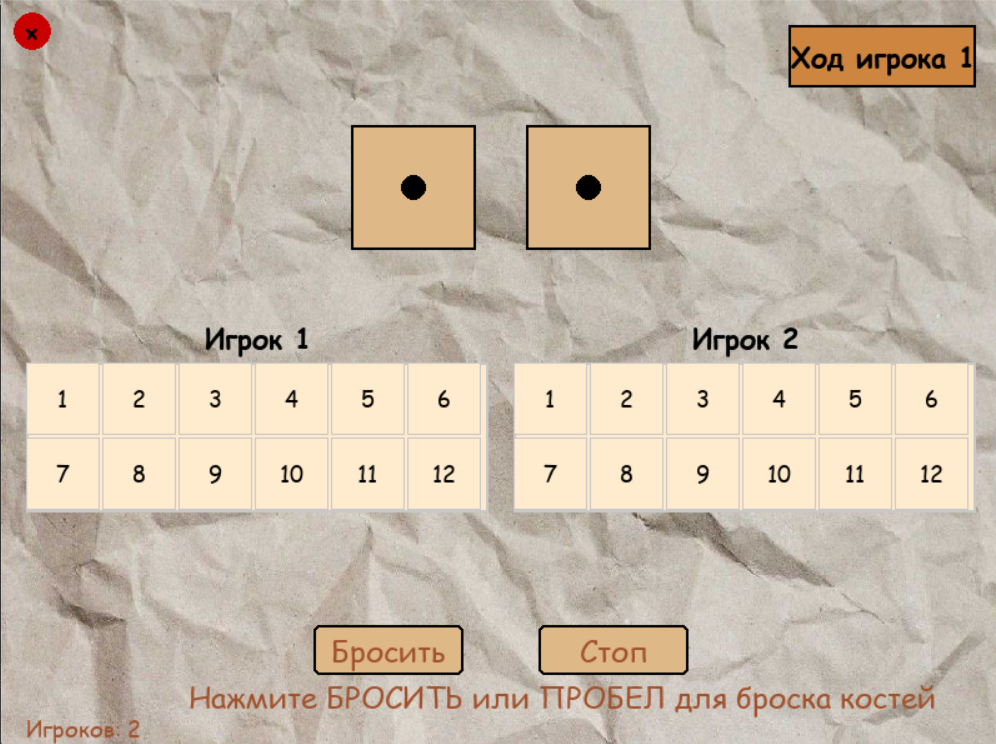 x
Ход игрока 1
Игрок 1
1 2 3 4 5 6
7 8 9 10 11 12
Игрок 2
1 2 3 4 5 6
7 8 9 10 11 12
Бросить
Стоп
Нажмите БРОСИТЬ или ПРОБЕЛ для броска костей
Игроков: 2